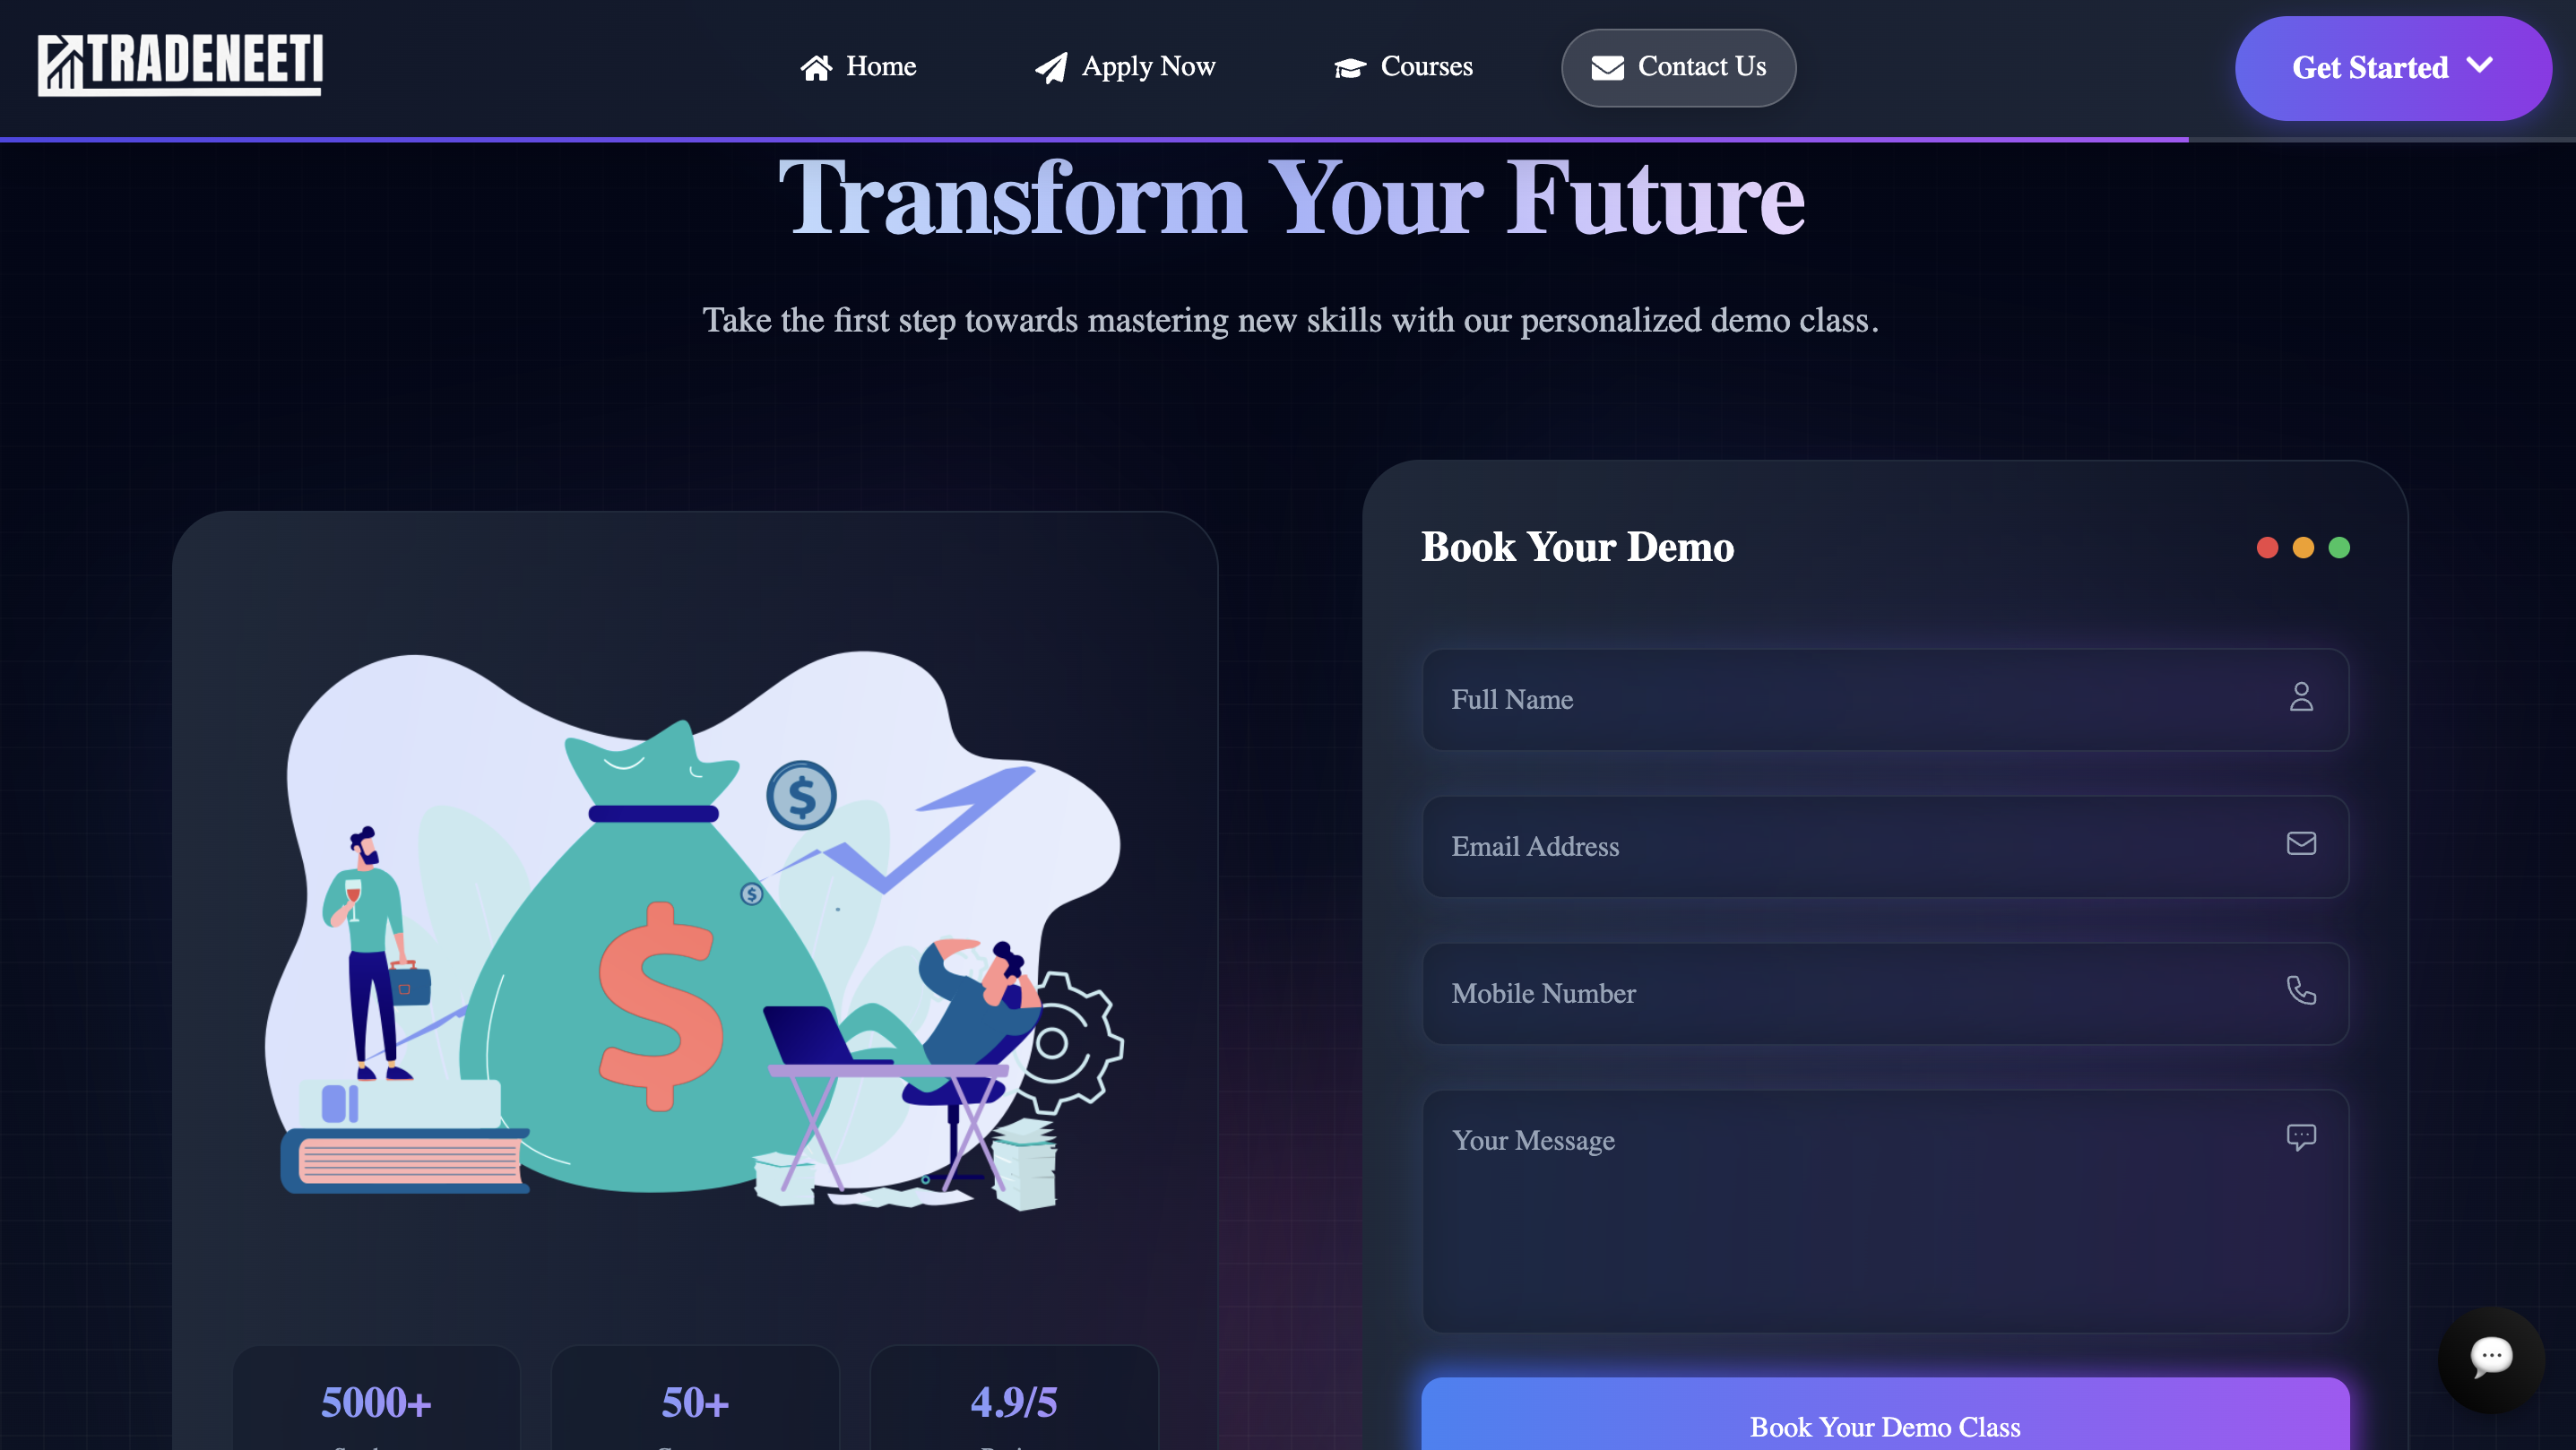 TRADENEETI
Home
Apply Now
Courses
Contact Us
Get Started
Transform Your Future
Take the first step towards mastering new skills with our personalized demo class.
$
$
$
Book Your Demo
Full Name
Email Address
Mobile Number
Your Message
Book Your Demo Class
5000+
50+
4.9/5